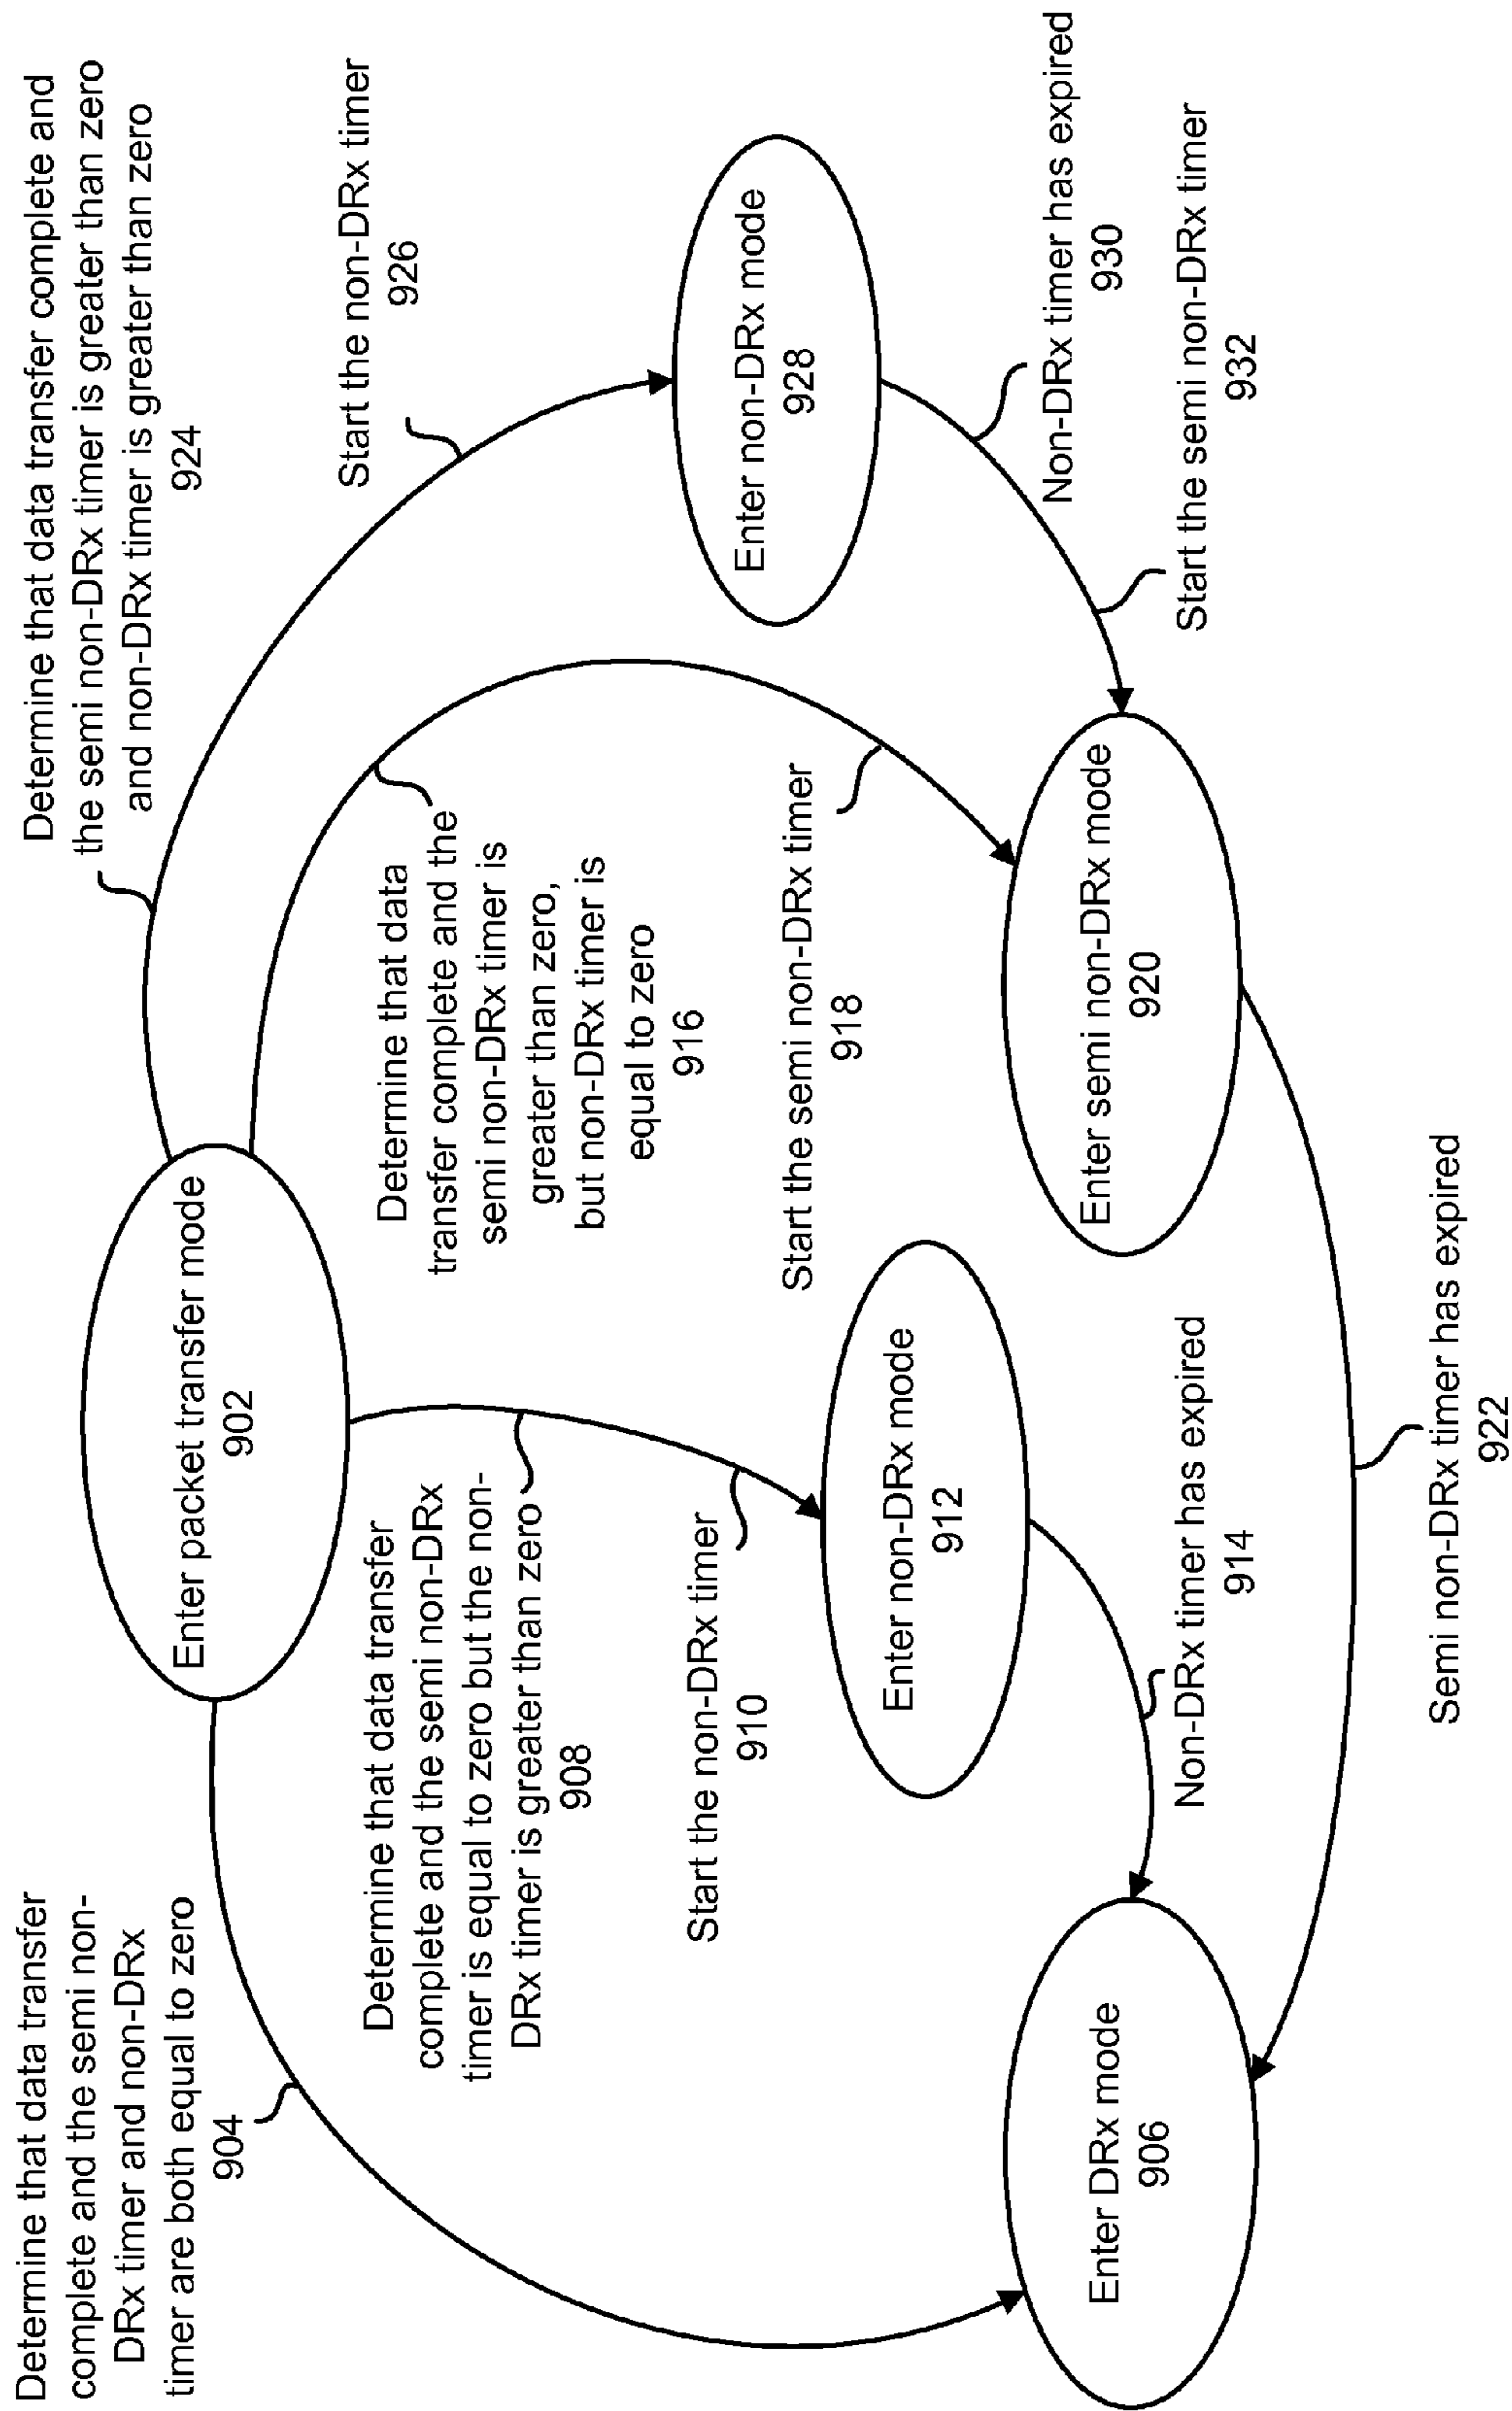 Determine that data transfer
complete and the semi non-
DRx timer and non-DRx
timer are both equal to zero
904
Enter packet transfer mode
902
Determine that data transfer complete and
the semi non-DRx timer is greater than zero
and non-DRx timer is greater than zero
924
Start the non-DRx timer
926
Determine that data transfer
complete and the semi non-DRx
timer is equal to zero but the non-
DRx timer is greater than zero
908
Determine that data
transfer complete and the
semi non-DRx timer is
greater than zero,
but non-DRx timer is
equal to zero
916
Start the non-DRx timer
910
Start the semi non-DRx timer
918
Enter non-DRx mode
928
Enter non-DRx mode
912
Non-DRx timer has expired
930
Start the semi non-DRx timer
932
Enter DRx mode
906
Enter semi non-DRx mode
920
Non-DRx timer has expired
914
Semi non-DRx timer has expired
922